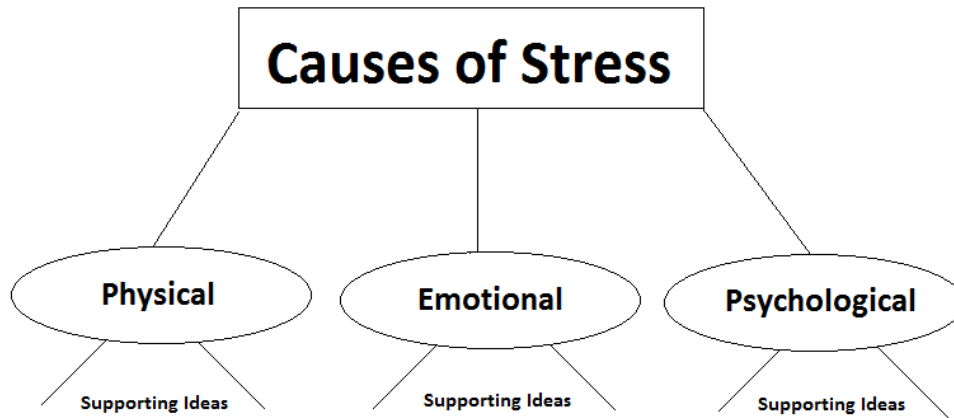 Causes of Stress
Physical
Emotional
Psychological
Supporting Ideas
Supporting Ideas
Supporting Ideas